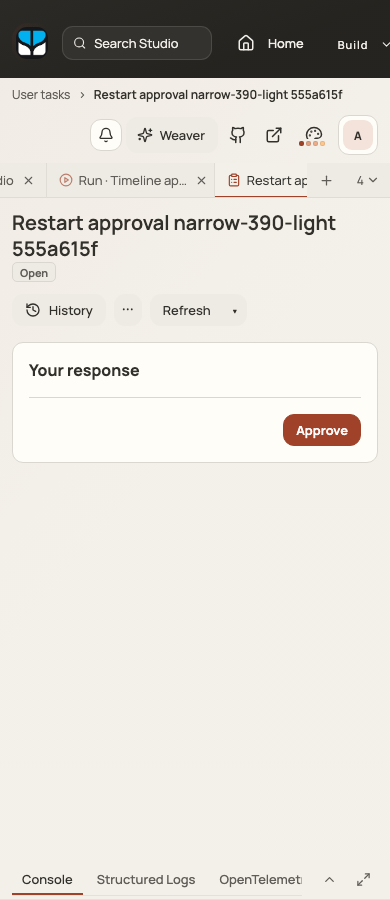 Search Studio
Home
Build
User tasks > Restart approval narrow-390-light 555a615f
Weaver
A
dio
Run · Timeline ap...
Restart ap
4
Restart approval narrow-390-light
555a615f
Open
History
...
Refresh
Your response
Approve
Console
Structured Logs
OpenTelemet